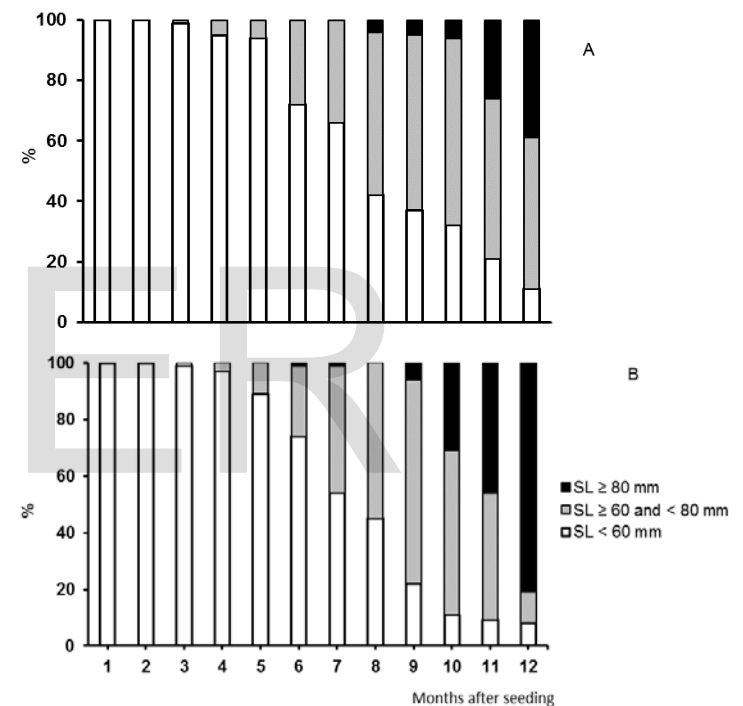 A
100
80
60
40
20
0
%
B
100
80
60
40
20
0
%
SL ≥ 80 mm
SL ≥ 60 and < 80 mm
SL < 60 mm
1 2 3 4 5 6 7 8 9 10 11 12
Months after seeding
ER